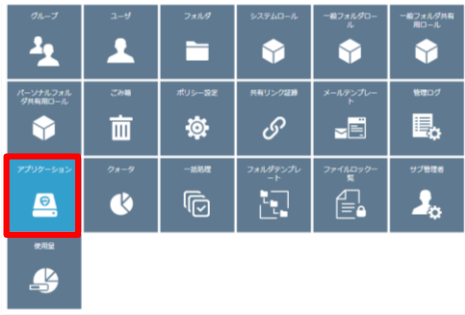 グループ
ユーザ
フォルダ
システムロール
一般フォルダロー
ル
一般フォルダ共有
用ロール
パーソナルフォル
ダ共有用ロール
ごみ箱
ポリシー設定
共有リンク証跡
メールテンプレー
ト
管理ログ
アプリケーション
クォータ
一括処理
フォルダテンプレ
ート
ファイルロック一
覧
サブ管理者
使用量